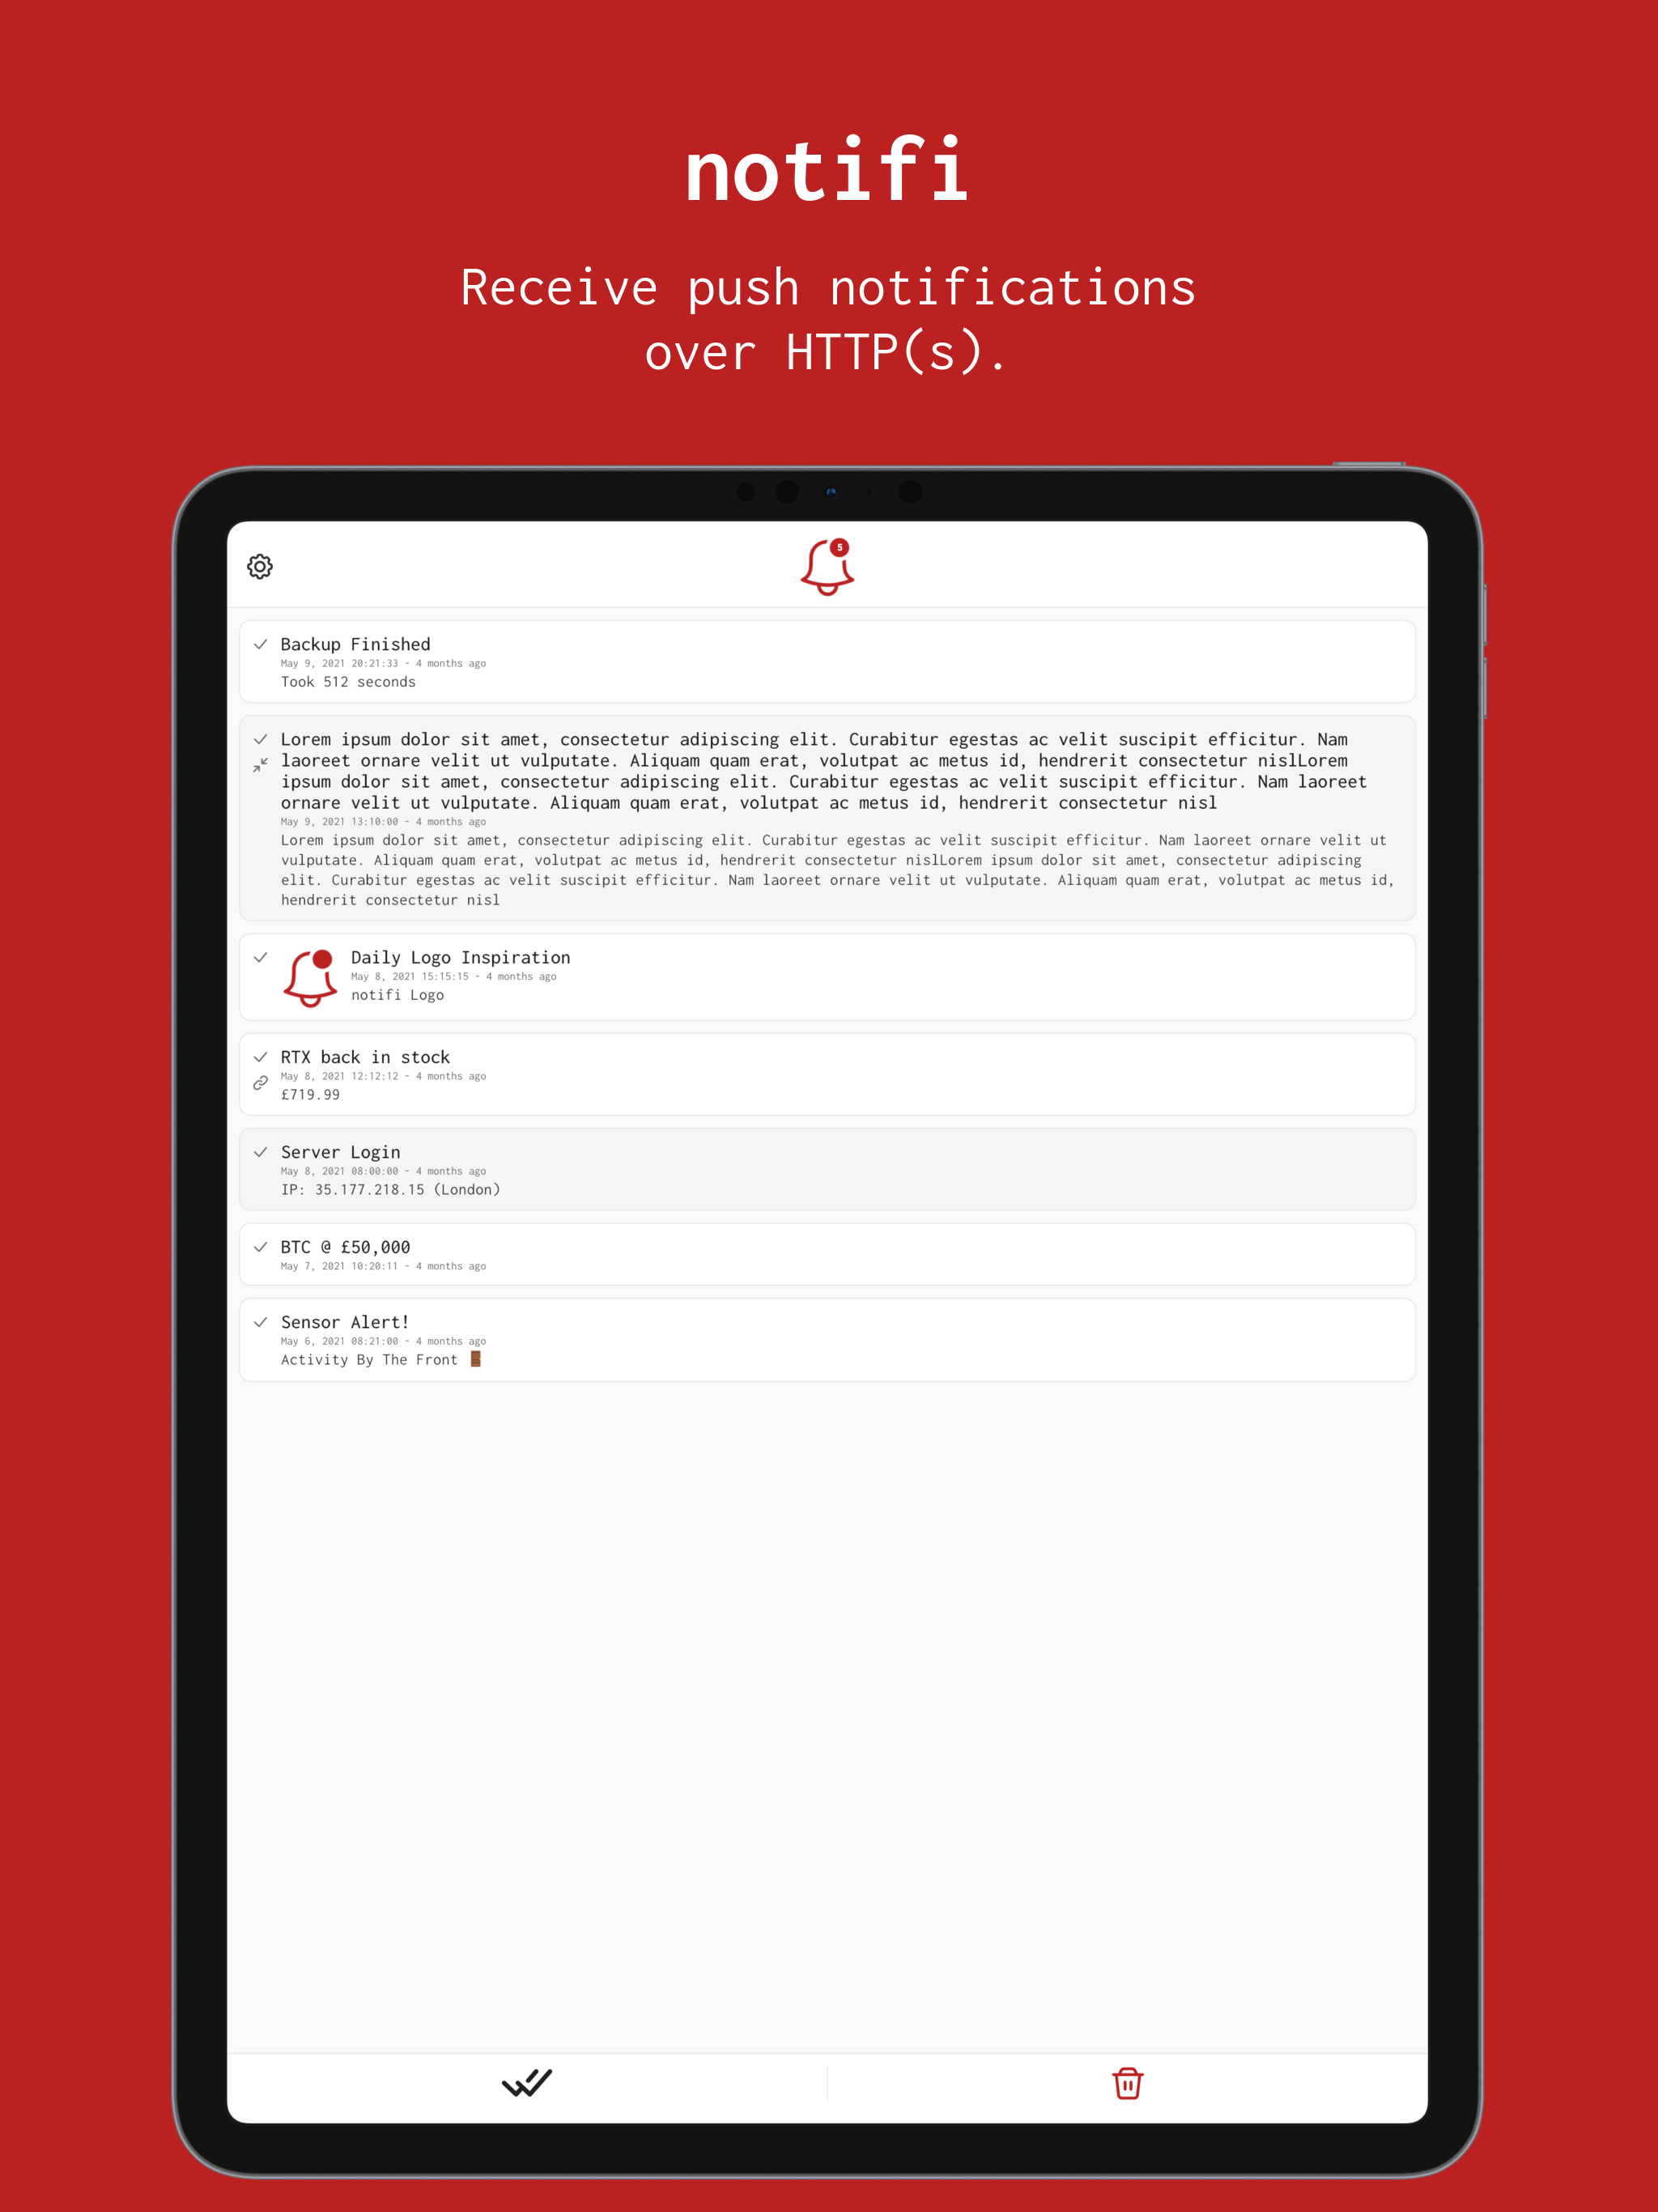 notifi
Receive push notifications
over HTTP(s).
5
Backup Finished
May 9, 2021 20:21:33 - 4 months ago
Took 512 seconds
Lorem ipsum dolor sit amet, consectetur adipiscing elit. Curabitur egestas ac velit suscipit efficitur. Nam
laoreet ornare velit ut vulputate. Aliquam quam erat, volutpat ac metus id, hendrerit consectetur nislLorem
ipsum dolor sit amet, consectetur adipiscing elit. Curabitur egestas ac velit suscipit efficitur. Nam laoreet
ornare velit ut vulputate. Aliquam quam erat, volutpat ac metus id, hendrerit consectetur nisl
May 9, 2021 13:10:00 - 4 months ago
Lorem ipsum dolor sit amet, consectetur adipiscing elit. Curabitur egestas ac velit suscipit efficitur. Nam laoreet ornare velit ut
vulputate. Aliquam quam erat, volutpat ac metus id, hendrerit consectetur nislLorem ipsum dolor sit amet, consectetur adipiscing
elit. Curabitur egestas ac velit suscipit efficitur. Nam laoreet ornare velit ut vulputate. Aliquam quam erat, volutpat ac metus id,
hendrerit consectetur nisl
Daily Logo Inspiration
May 8, 2021 15:15:15 - 4 months ago
notifi Logo
RTX back in stock
May 8, 2021 12:12:12 - 4 months ago
£719.99
Server Login
May 8, 2021 08:00:00 - 4 months ago
IP: 35.177.218.15 (London)
BTC @ £50,000
May 7, 2021 10:20:11 - 4 months ago
Sensor Alert!
May 6, 2021 08:21:00 - 4 months ago
Activity By The Front 🚪